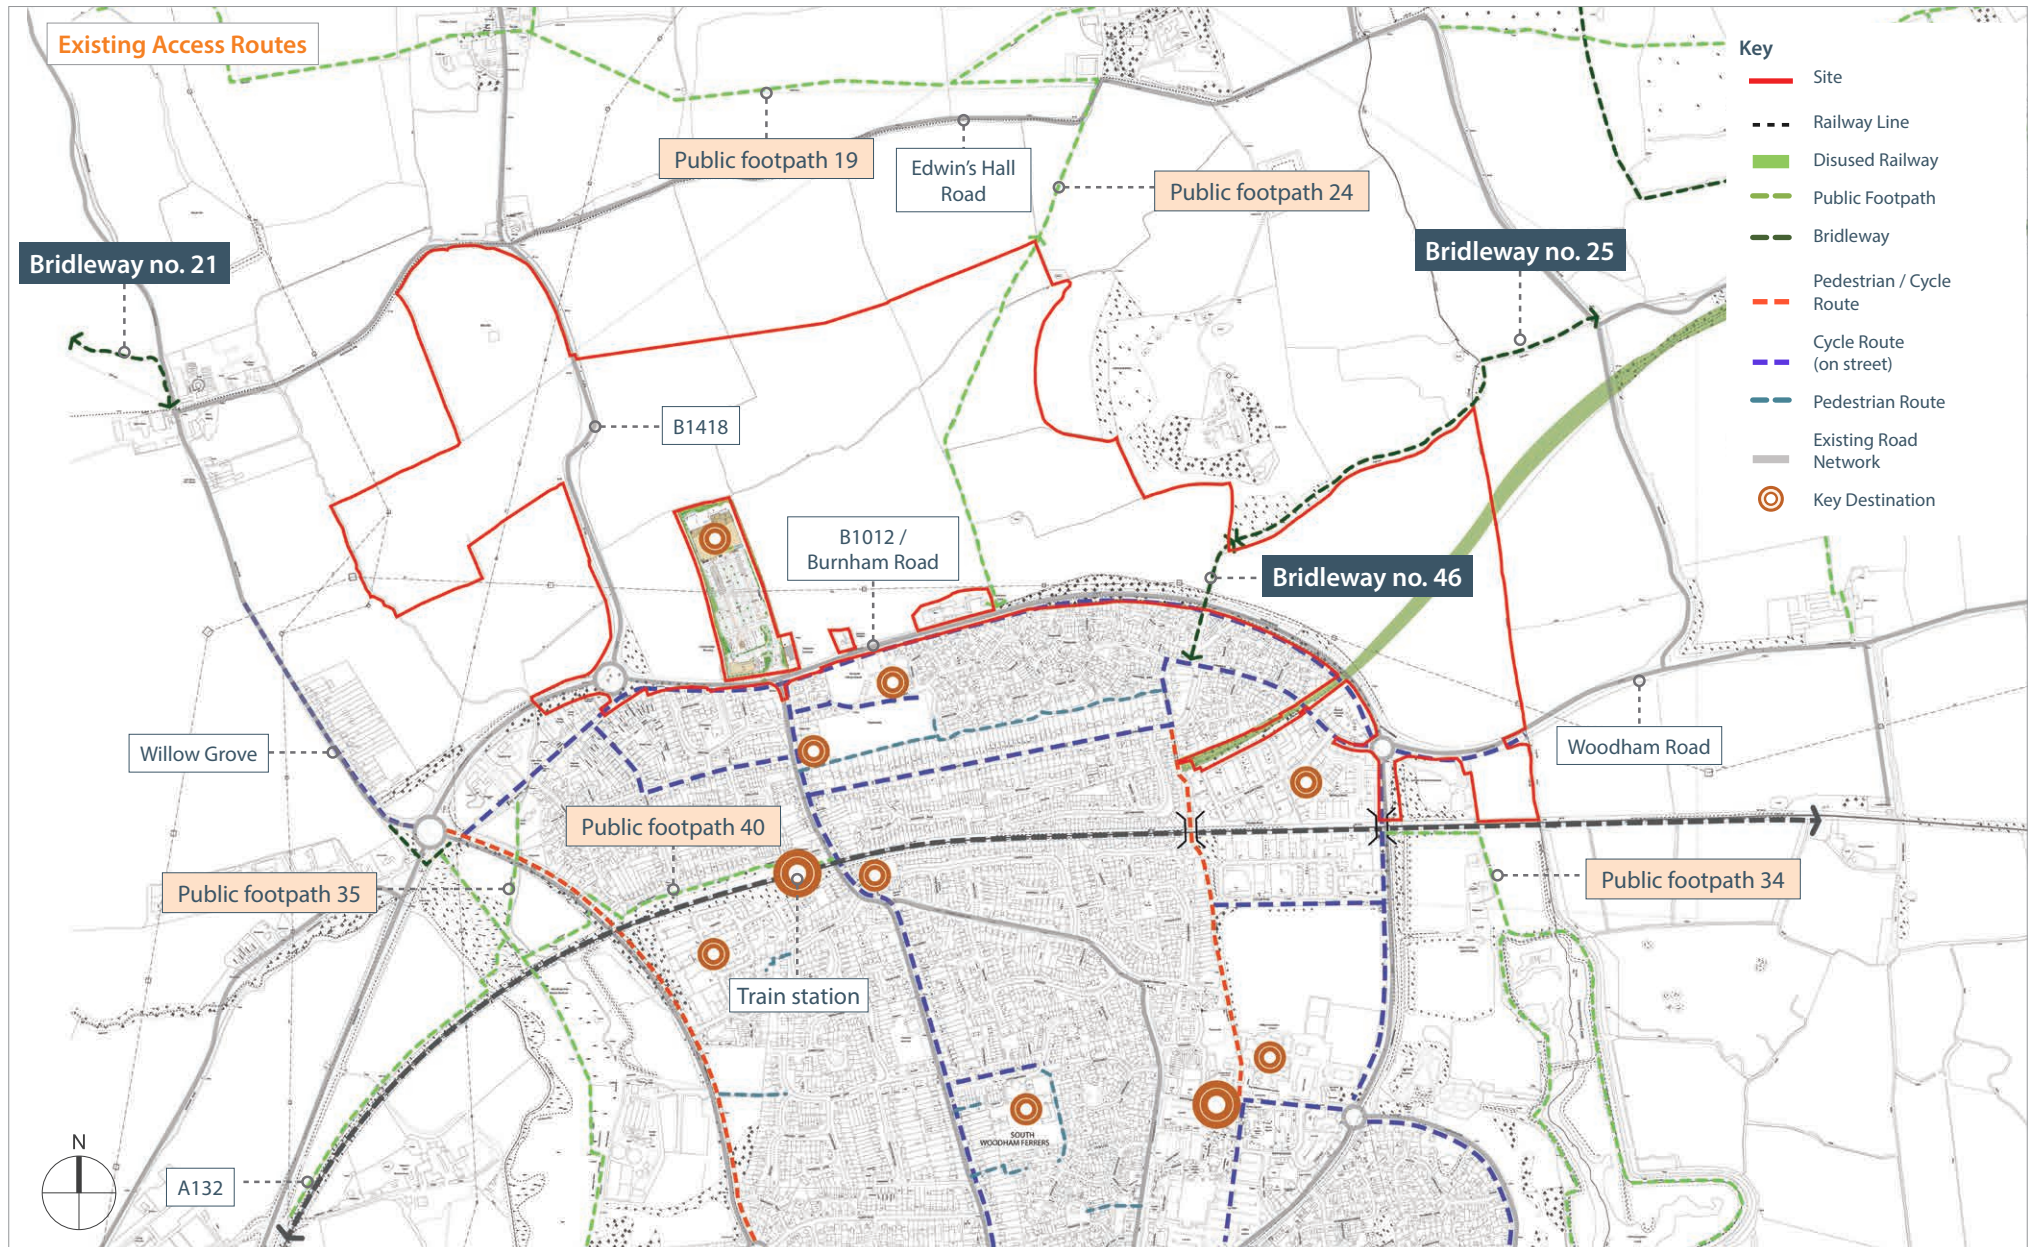 Existing Access Routes
Key
Site
Railway Line
Disused Railway
Public Footpath
Bridleway
Pedestrian / Cycle
Route
Cycle Route
(on street)
Pedestrian Route
Existing Road
Network
Key Destination
Public footpath 19
Edwin's Hall
Road
Public footpath 24
Bridleway no. 21
Bridleway no. 25
B1418
B1012 /
Burnham Road
Bridleway no. 46
Willow Grove
Woodham Road
Public footpath 40
Public footpath 35
Public footpath 34
Train station
SOUTH
WOODHAM FERRERS
N
A132